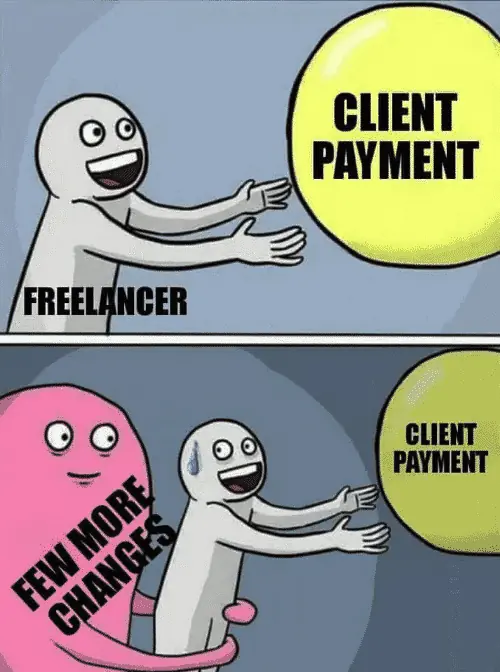 CLIENT
PAYMENT
FREELANCER
CLIENT
PAYMENT
FEW MORE
CHANGES